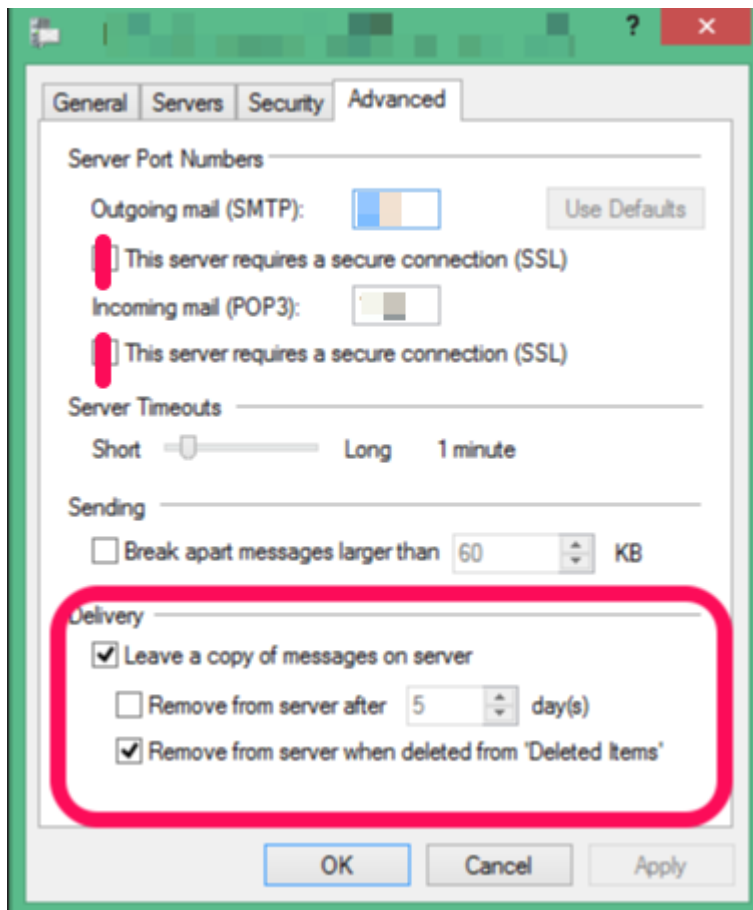 ?
General Servers Security Advanced
Server Port Numbers
Outgoing mail (SMTP): Use Defaults
This server requires a secure connection (SSL)
Incoming mail (POP3):
This server requires a secure connection (SSL)
Server Timeouts
Short Long 1 minute
Sending
Break apart messages larger than 60 KB
Delivery
Leave a copy of messages on server
Remove from server after 5 day(s)
Remove from server when deleted from 'Deleted Items'
OK Cancel Apply